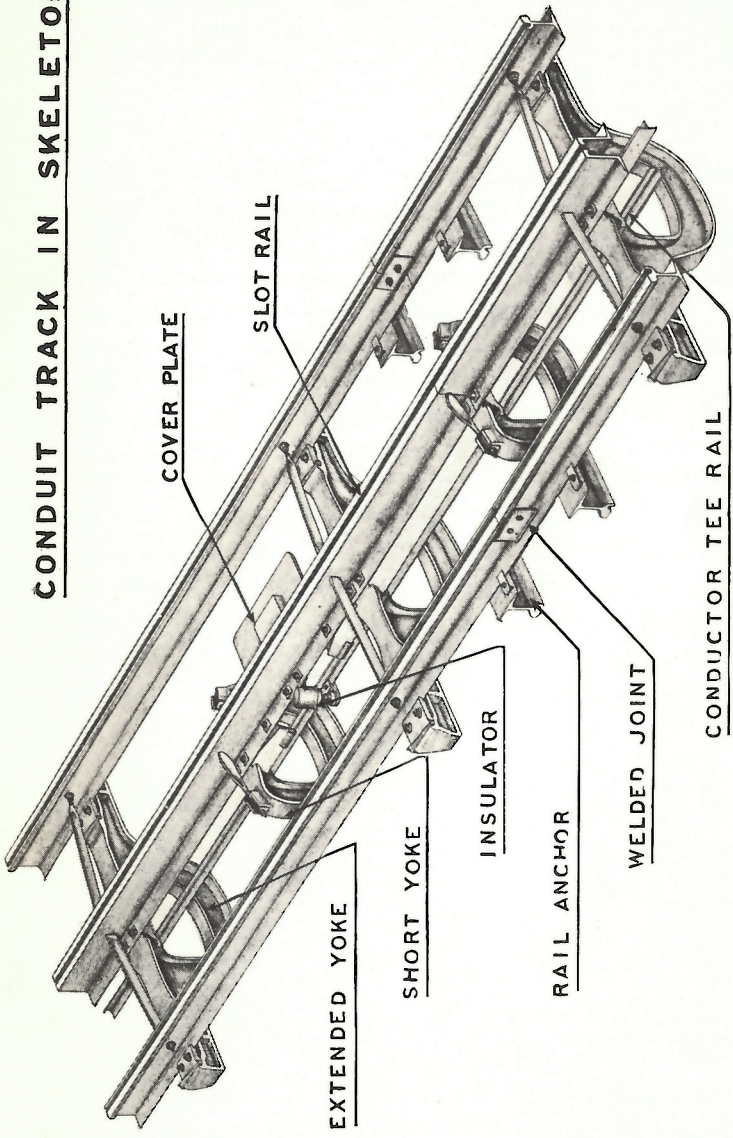 CONDUIT TRACK IN
COVER PLATE
SLOT RAIL
EXTENDED YOKE
SHORT YOKE
INSULATOR
RAIL ANCHOR
WELDED JOINT
CONDUCTOR TEE RAIL